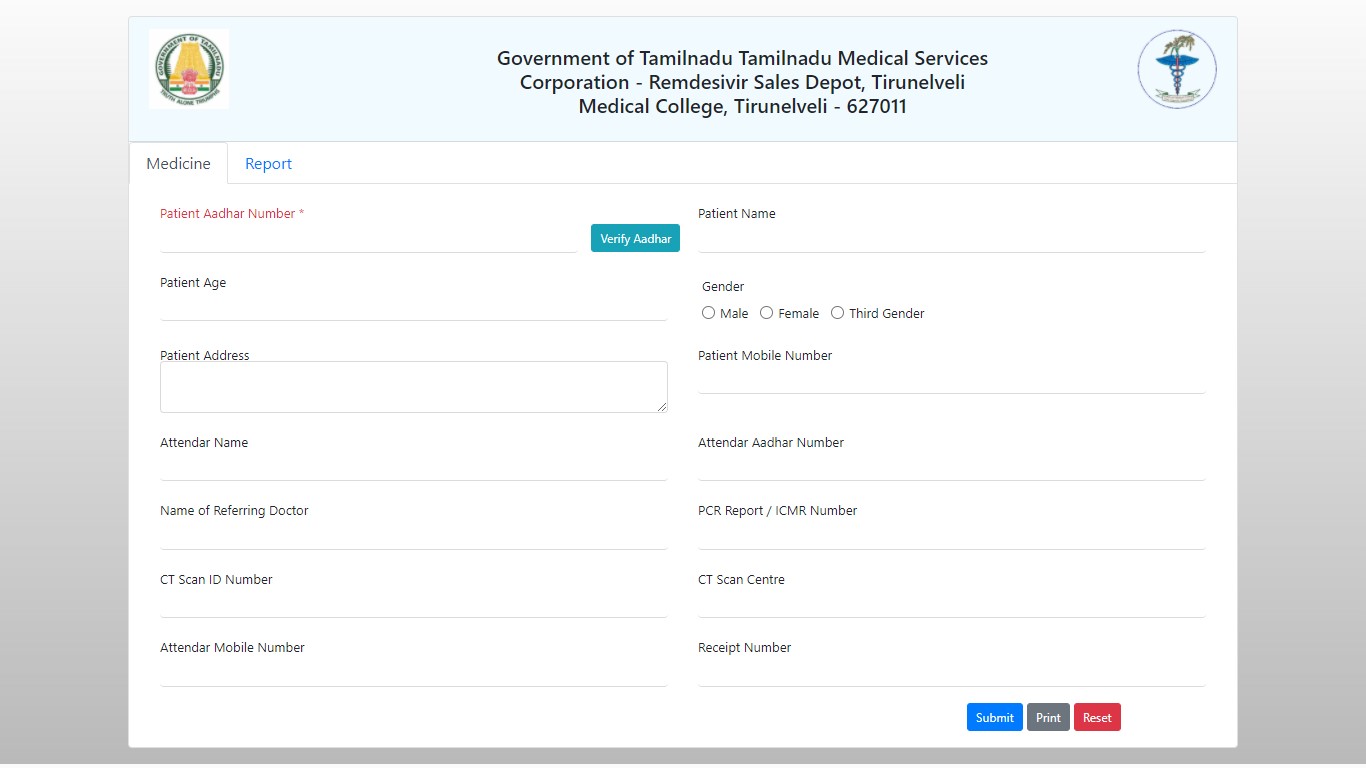 GOVERNMENT OF TAMILNADU
TRUTH ALONE TRIUMPHS
Government of Tamilnadu Tamilnadu Medical Services
Corporation - Remdesivir Sales Depot, Tirunelveli
Medical College, Tirunelveli - 627011
Medicine Report
Patient Aadhar Number *
Verify Aadhar
Patient Name
Patient Age
Gender
Male Female Third Gender
Patient Address
Patient Mobile Number
Attendar Name
Attendar Aadhar Number
Name of Referring Doctor
PCR Report / ICMR Number
CT Scan ID Number
CT Scan Centre
Attendar Mobile Number
Receipt Number
Submit Print Reset